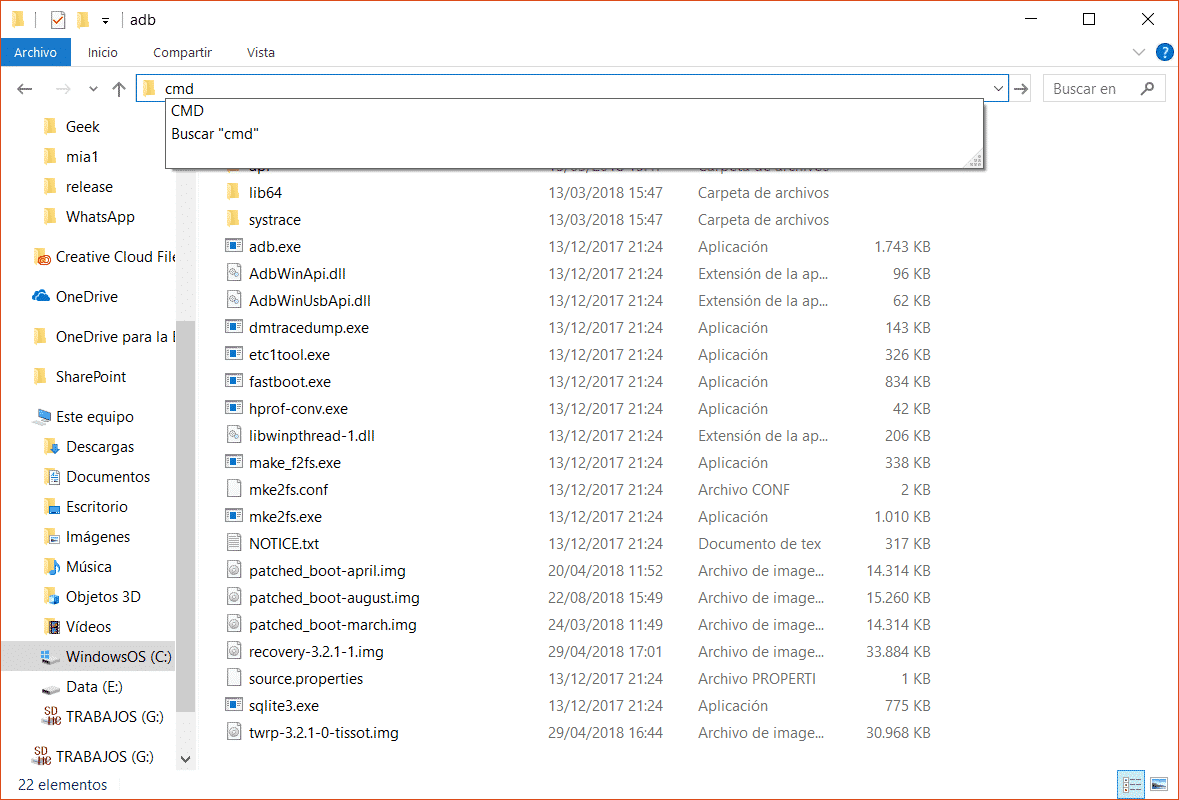 adb
Archivo Inicio Compartir Vista
cmd
Buscar en
CMD
Buscar "cmd"
Geek
mia1
release
WhatsApp
Creative Cloud File
OneDrive
OneDrive para la E
SharePoint
Este equipo
Descargas
Documentos
Escritorio
Imágenes
Música
Objetos 3D
Vídeos
WindowsOS (C:)
Data (E:)
TRABAJOS (G:)
TRABAJOS (G:)
lib64 13/03/2018 15:47 Carpeta de archivos
systrace 13/03/2018 15:47 Carpeta de archivos
adb.exe 13/12/2017 21:24 Aplicación 1.743 KB
AdbWinApi.dll 13/12/2017 21:24 Extensión de la ap... 96 KB
AdbWinUsbApi.dll 13/12/2017 21:24 Extensión de la ap... 62 KB
dmtracedump.exe 13/12/2017 21:24 Aplicación 143 KB
etc1tool.exe 13/12/2017 21:24 Aplicación 326 KB
fastboot.exe 13/12/2017 21:24 Aplicación 834 KB
hprof-conv.exe 13/12/2017 21:24 Aplicación 42 KB
libwinpthread-1.dll 13/12/2017 21:24 Extensión de la ap... 206 KB
make_f2fs.exe 13/12/2017 21:24 Aplicación 338 KB
mke2fs.conf 13/12/2017 21:24 Archivo CONF 2 KB
mke2fs.exe 13/12/2017 21:24 Aplicación 1.010 KB
NOTICE.txt 13/12/2017 21:24 Documento de tex 317 KB
patched_boot-april.img 20/04/2018 11:52 Archivo de image... 14.314 KB
patched_boot-august.img 22/08/2018 15:49 Archivo de image... 15.260 KB
patched_boot-march.img 24/03/2018 11:49 Archivo de image... 14.314 KB
recovery-3.2.1-1.img 29/04/2018 17:01 Archivo de image... 33.884 KB
source.properties 13/12/2017 21:24 Archivo PROPERTI 1 KB
sqlite3.exe 13/12/2017 21:24 Aplicación 775 KB
twrp-3.2.1-0-tissot.img 29/04/2018 16:44 Archivo de image... 30.968 KB
22 elementos